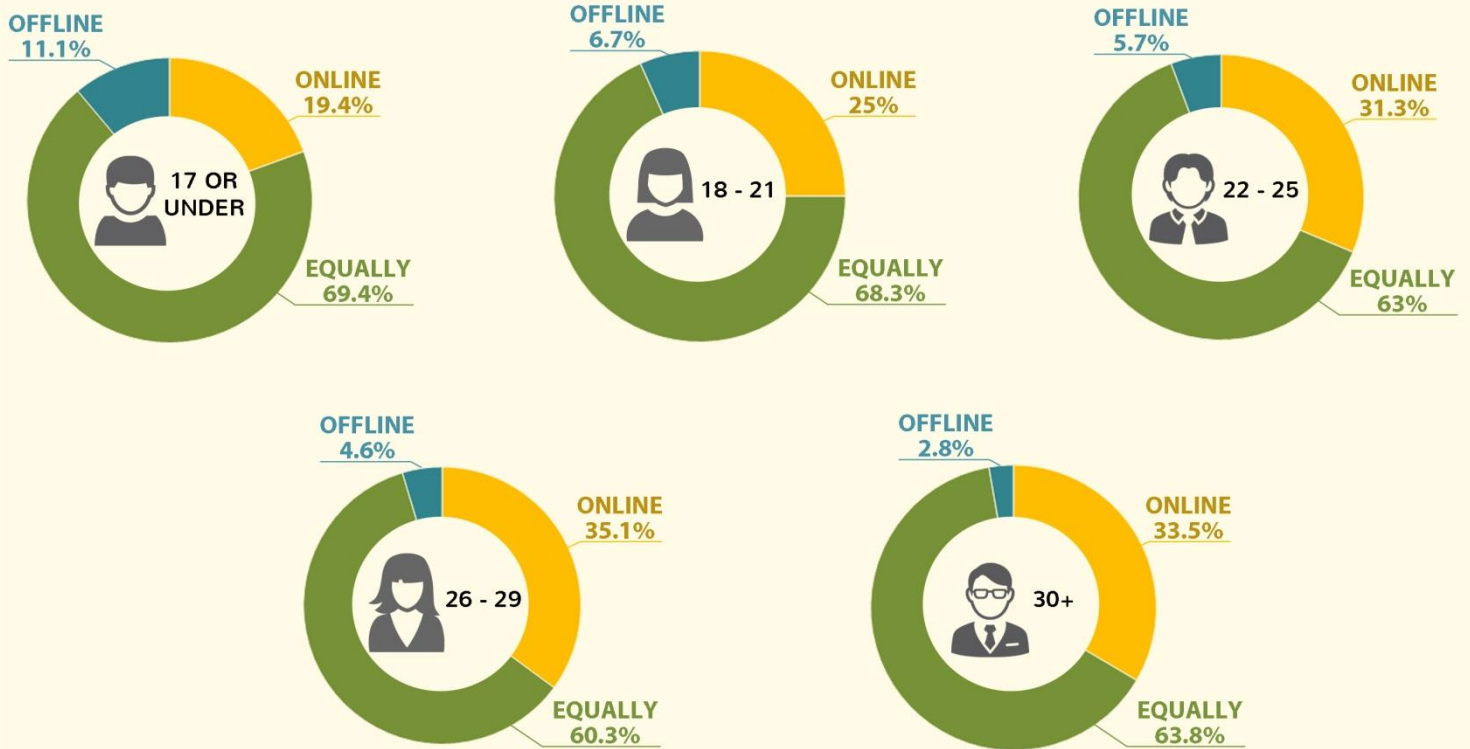 OFFLINE
11.1%
ONLINE
19.4%
17 OR
UNDER
EQUALLY
69.4%
OFFLINE
6.7%
ONLINE
25%
18 - 21
EQUALLY
68.3%
OFFLINE
5.7%
ONLINE
31.3%
22 - 25
EQUALLY
63%
OFFLINE
4.6%
ONLINE
35.1%
26 - 29
EQUALLY
60.3%
OFFLINE
2.8%
ONLINE
33.5%
30+
EQUALLY
63.8%